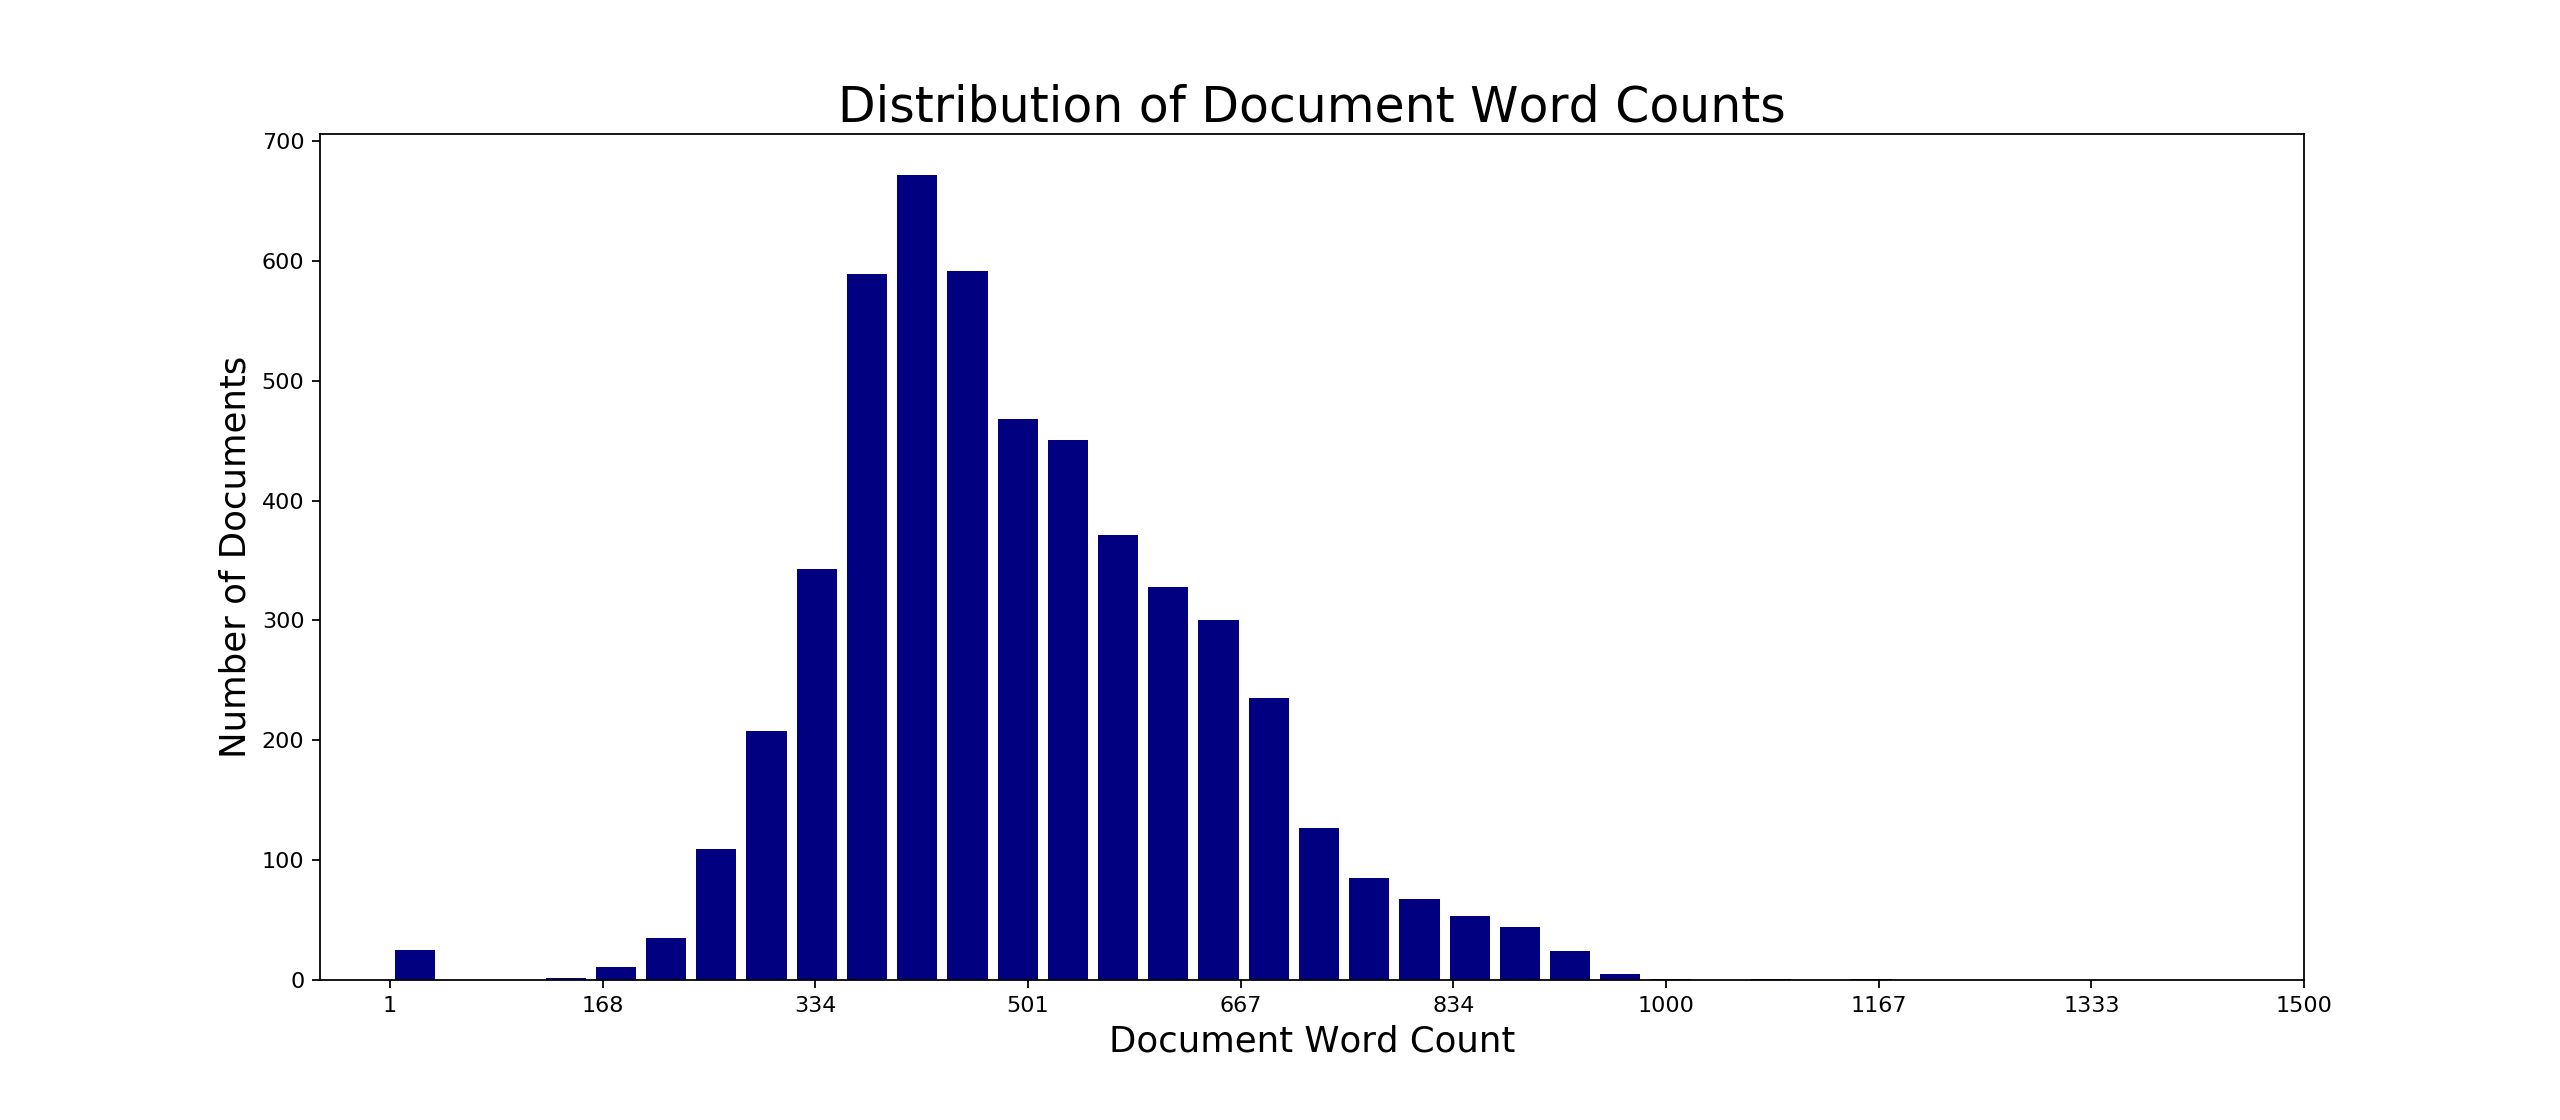 Distribution of Document Word Counts
700
600
500
400
300
200
100
0
Number of Documents
1 168 334 501 667 834 1000 1167 1333 1500
Document Word Count